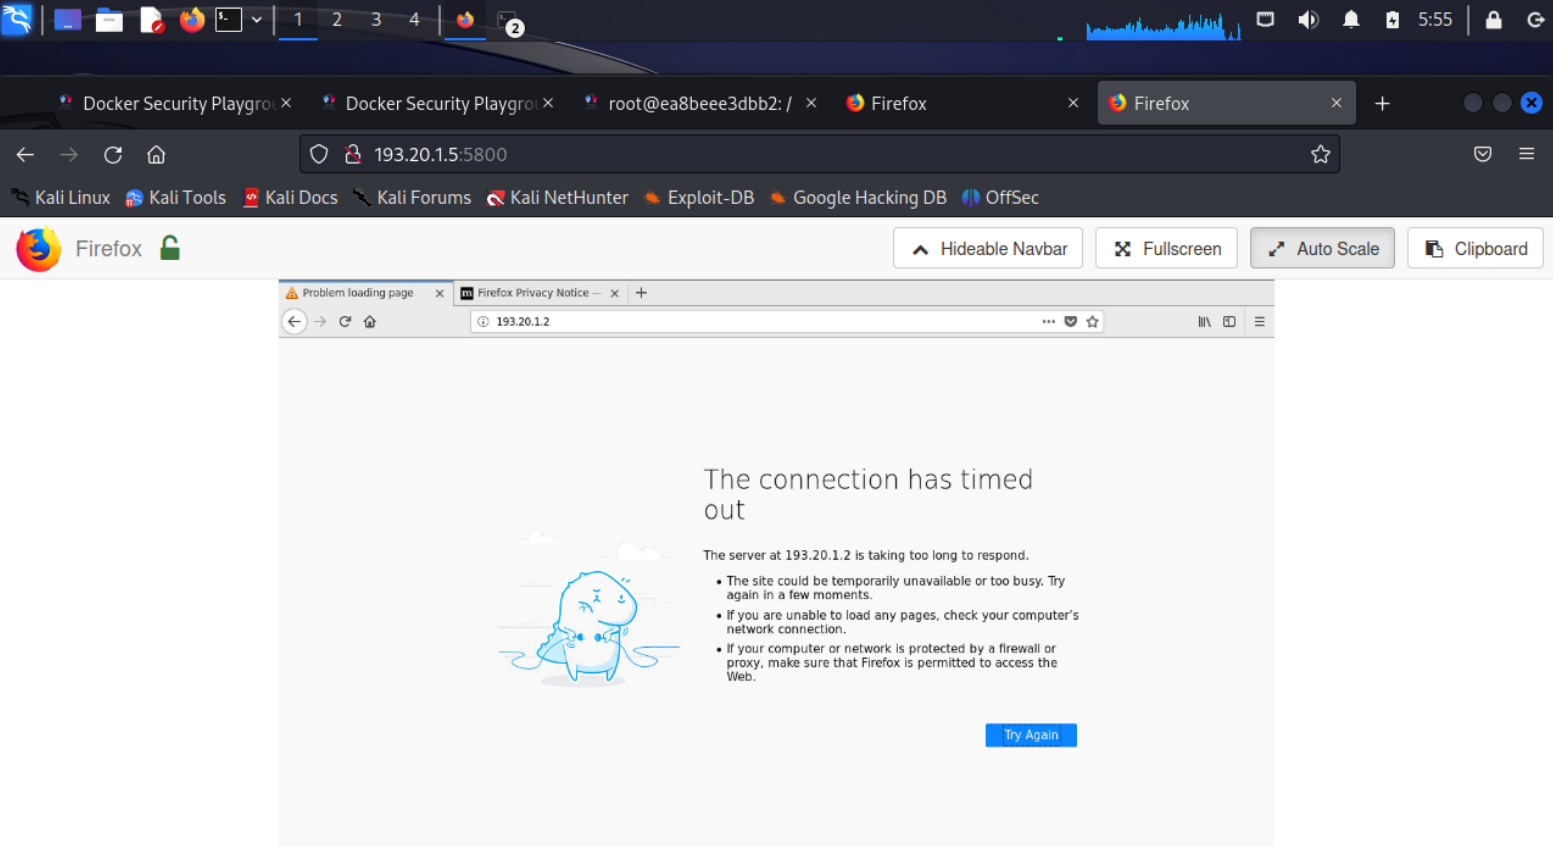 1 2 3 4 2 5:55
Docker Security Playgrou
Docker Security Playgrou
root@ea8beee3dbb2: /
Firefox
Firefox
193.20.1.5:5800
Kali Linux
Kali Tools
Kali Docs
Kali Forums
Kali NetHunter
Exploit-DB
Google Hacking DB
OffSec
Firefox
Hideable Navbar
Fullscreen
Auto Scale
Clipboard
Problem loading page
Firefox Privacy Notice —
193.20.1.2
The connection has timed
out
The server at 193.20.1.2 is taking too long to respond.
• The site could be temporarily unavailable or too busy. Try
again in a few moments.
• If you are unable to load any pages, check your computer’s
network connection.
• If your computer or network is protected by a firewall or
proxy, make sure that Firefox is permitted to access the
Web.
Try Again